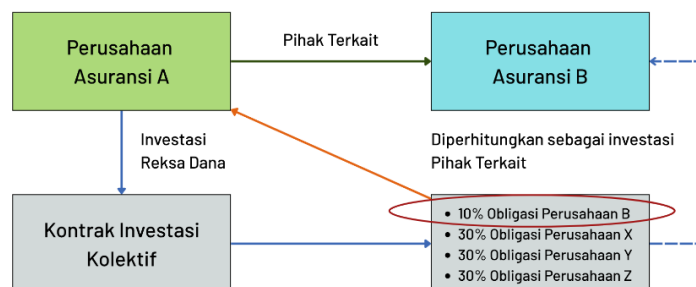 Perusahaan
Asuransi A
Pihak Terkait
Perusahaan
Asuransi B
Investasi
Reksa Dana
Diperhitungkan sebagai investasi
Pihak Terkait
Kontrak Investasi
Kolektif
• 10% Obligasi Perusahaan B
• 30% Obligasi Perusahaan X
• 30% Obligasi Perusahaan Y
• 30% Obligasi Perusahaan Z